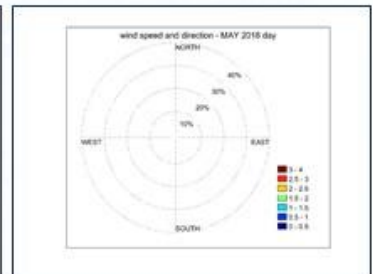 wind speed and direction - MAY 2018 day
NORTH
40%
30%
20%
10%
WEST
EAST
3 - 4
2.5 - 3
2 - 2.5
1.5 - 2
1 - 1.5
0.5 - 1
0 - 0.5
SOUTH